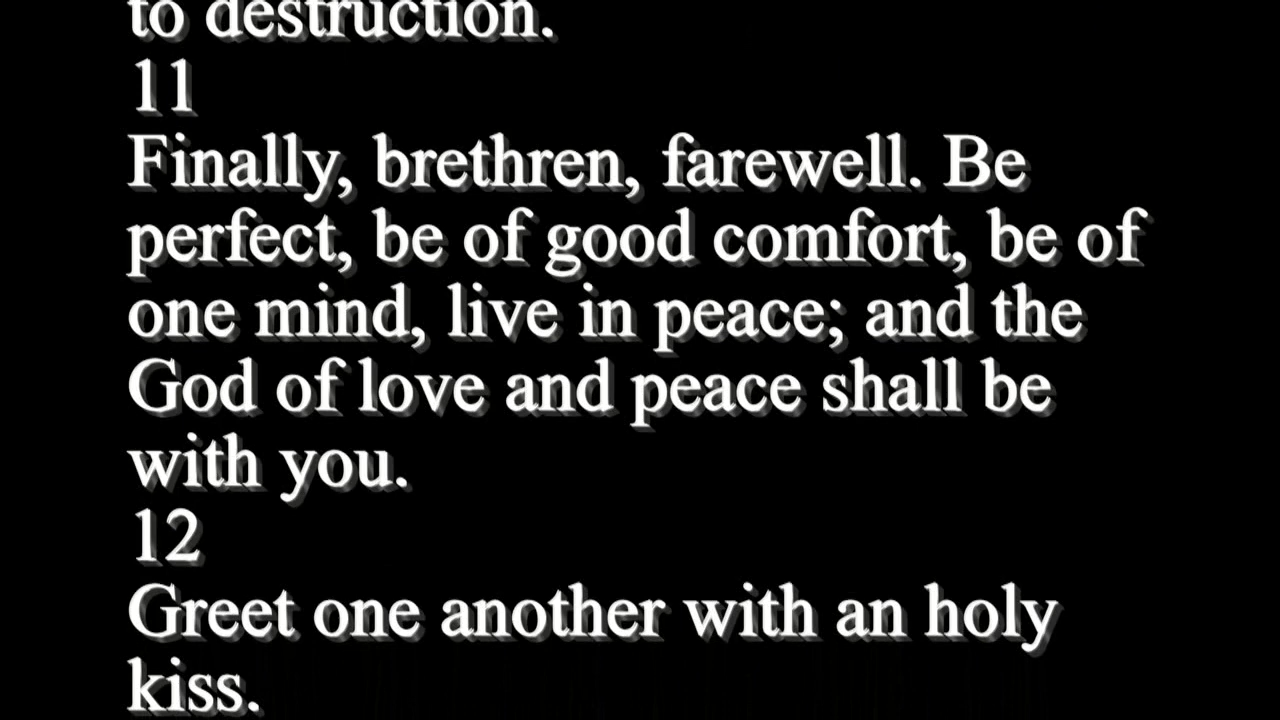 to destruction.
11
Finally, brethren, farewell. Be
perfect, be of good comfort, be of
one mind, live in peace; and the
God of love and peace shall be
with you.
12
Greet one another with an holy
kiss.